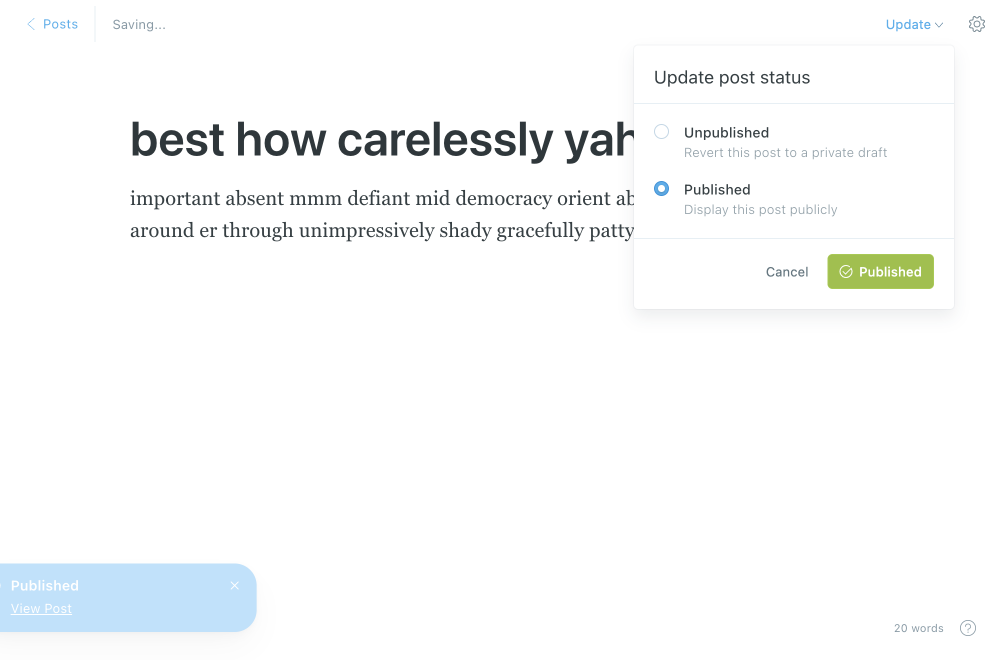 Posts
Saving...
Update
Update post status
best how carelessly yah
Unpublished
Revert this post to a private draft
Published
Display this post publicly
important absent mmm defiant mid democracy orient ab
around er through unimpressively shady gracefully patty
Cancel
Published
Published
View Post
20 words
?